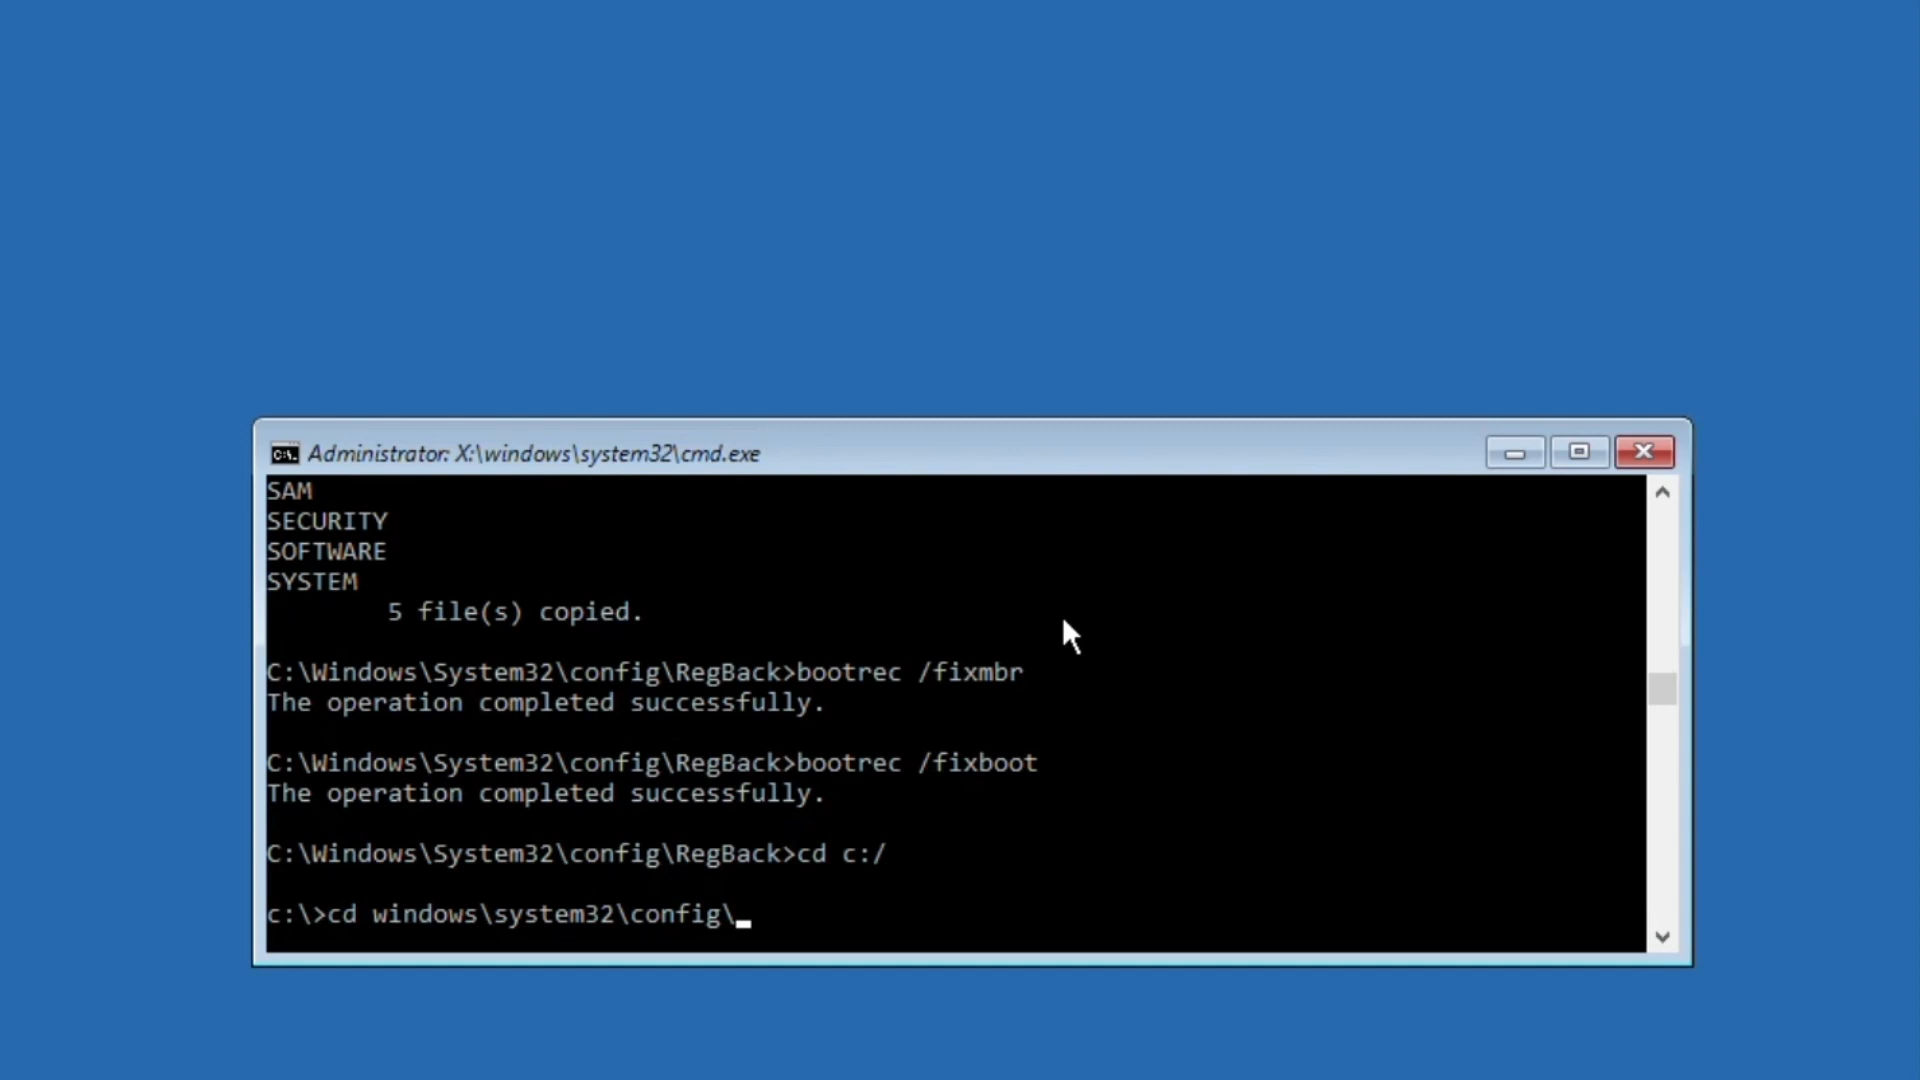 Administrator: X:\windows\system32\cmd.exe
SAM
SECURITY
SOFTWARE
SYSTEM
5 file(s) copied.
C:\Windows\System32\config\RegBack>bootrec /fixmbr
The operation completed successfully.
C:\Windows\System32\config\RegBack>bootrec /fixboot
The operation completed successfully.
C:\Windows\System32\config\RegBack>cd c:/
c:\>cd windows\system32\config\